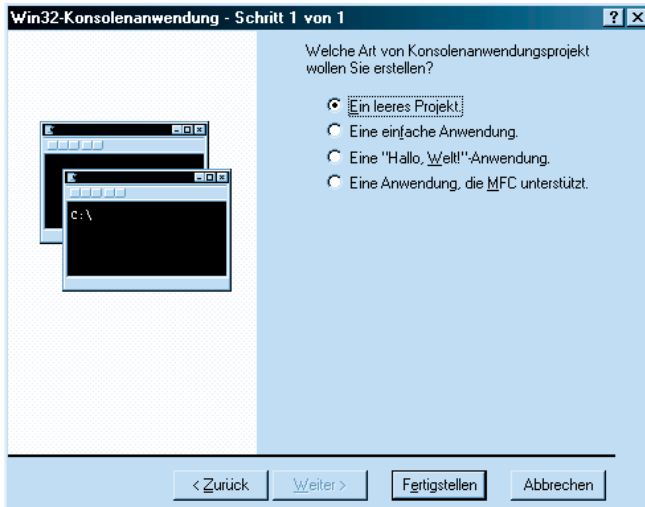 Win32-Konsolenanwendung - Schritt 1 von 1
Welche Art von Konsolenanwendungsprojekt
wollen Sie erstellen?
Ein leeres Projekt.
Eine einfache Anwendung.
Eine "Hallo, Welt!"-Anwendung.
Eine Anwendung, die MFC unterstützt.
C:\
< Zurück
Weiter >
Fertigstellen
Abbrechen